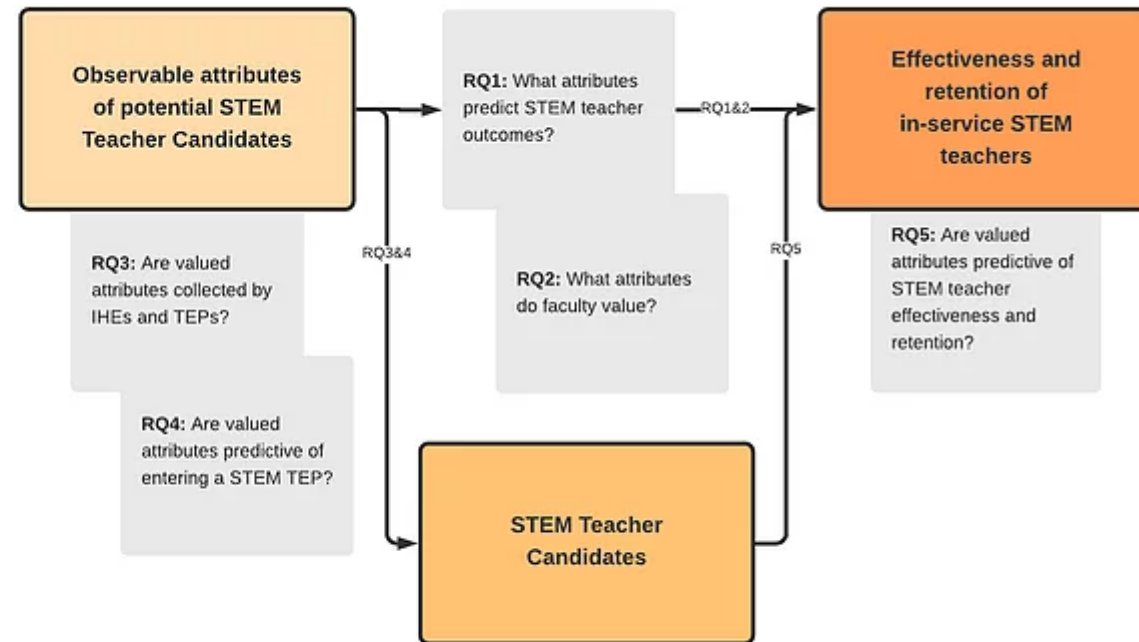 Observable attributes
of potential STEM
Teacher Candidates
RQ1: What attributes
predict STEM teacher
outcomes?
RQ1&2
Effectiveness and
retention of
in-service STEM
teachers
RQ3: Are valued
attributes collected by
IHEs and TEPs?
RQ3&4
RQ2: What attributes
do faculty value?
RQ5
RQ5: Are valued
attributes predictive of
STEM teacher
effectiveness and
retention?
RQ4: Are valued
attributes predictive of
entering a STEM TEP?
STEM Teacher
Candidates